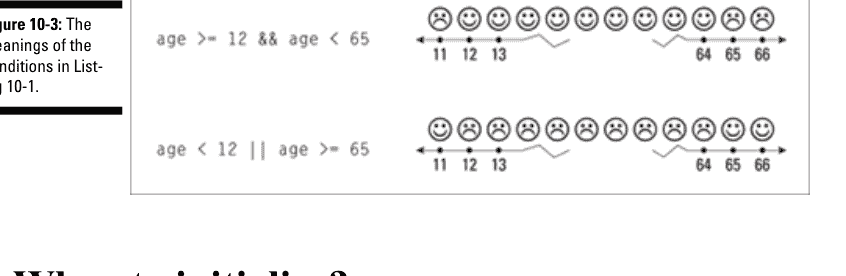 gure 10-3: The
eanings of the
nditions in List-
g 10-1.
age >= 12 && age < 65
11 12 13 64 65 66
age < 12 || age >= 65
11 12 13 64 65 66